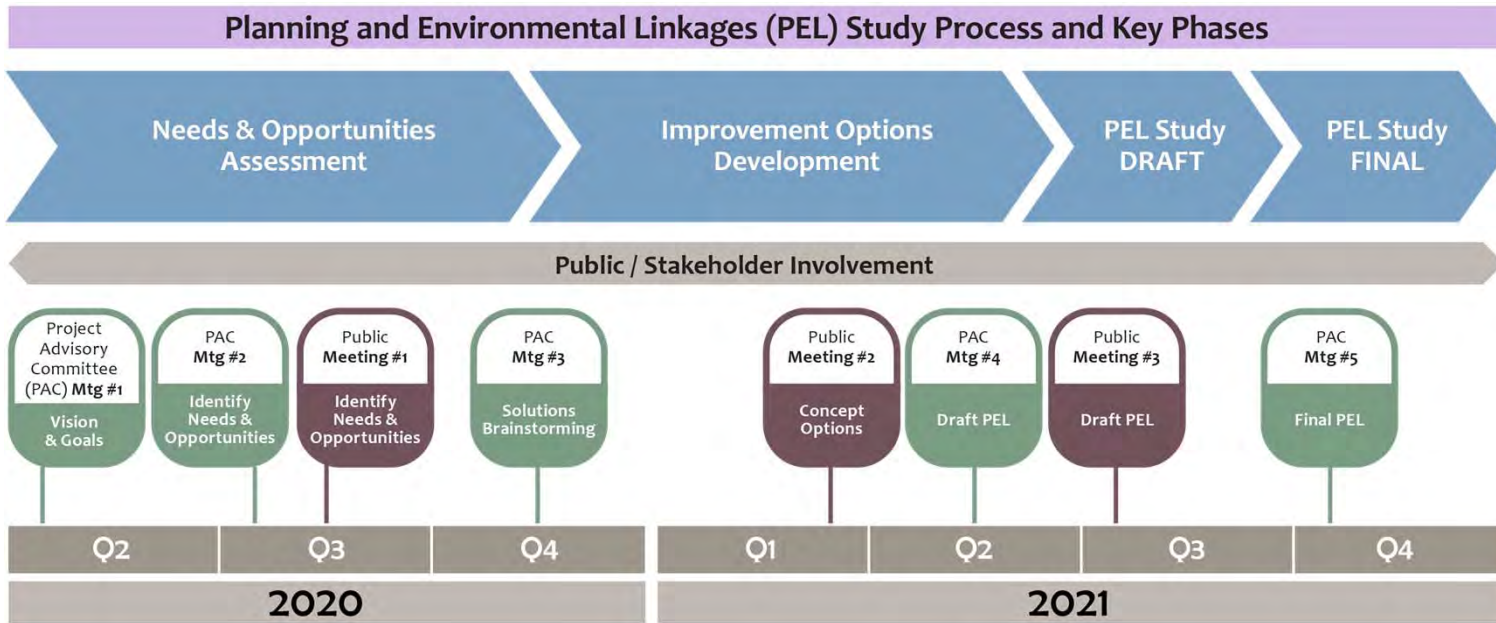 Planning and Environmental Linkages (PEL) Study Process and Key Phases
Needs & Opportunities
Assessment
Improvement Options
Development
PEL Study
DRAFT
PEL Study
FINAL
Public / Stakeholder Involvement
Project
Advisory
Committee
(PAC) Mtg #1
Vision
& Goals
PAC
Mtg #2
Identify
Needs &
Opportunities
Public
Meeting #1
Identify
Needs &
Opportunities
PAC
Mtg #3
Solutions
Brainstorming
Public
Meeting #2
Concept
Options
PAC
Mtg #4
Draft PEL
Public
Meeting #3
Draft PEL
PAC
Mtg #5
Final PEL
Q2
Q3
Q4
Q1
Q2
Q3
Q4
2020
2021